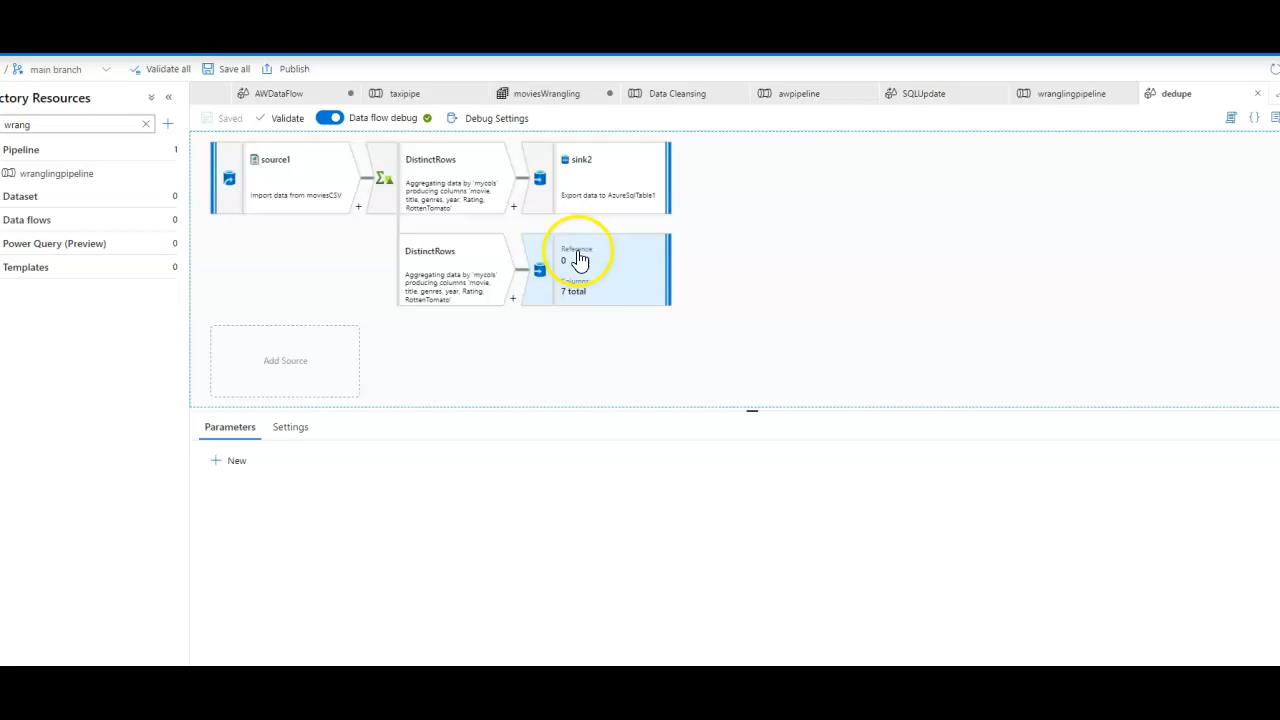 / main branch
Validate all
Save all
Publish
ctory Resources
wrang
Pipeline 1
wranglingpipeline
Dataset 0
Data flows 0
Power Query (Preview) 0
Templates 0
AWDataFlow
taxipipe
moviesWrangling
Data Cleansing
awpipeline
SQLUpdate
wranglingpipeline
dedupe
Saved
Validate
Data flow debug
Debug Settings
{}
source1
Import data from moviesCSV
+
DistinctRows
Aggregating data by 'mycols'
producing columns 'movie,
title, genres, year, Rating,
RottenTomato'
+
sink2
Export data to AzureSqlTable1
DistinctRows
Aggregating data by 'mycols'
producing columns 'movie,
title, genres, year, Rating,
RottenTomato'
+
Reference
0
Columns
7 total
Add Source
Parameters
Settings
New